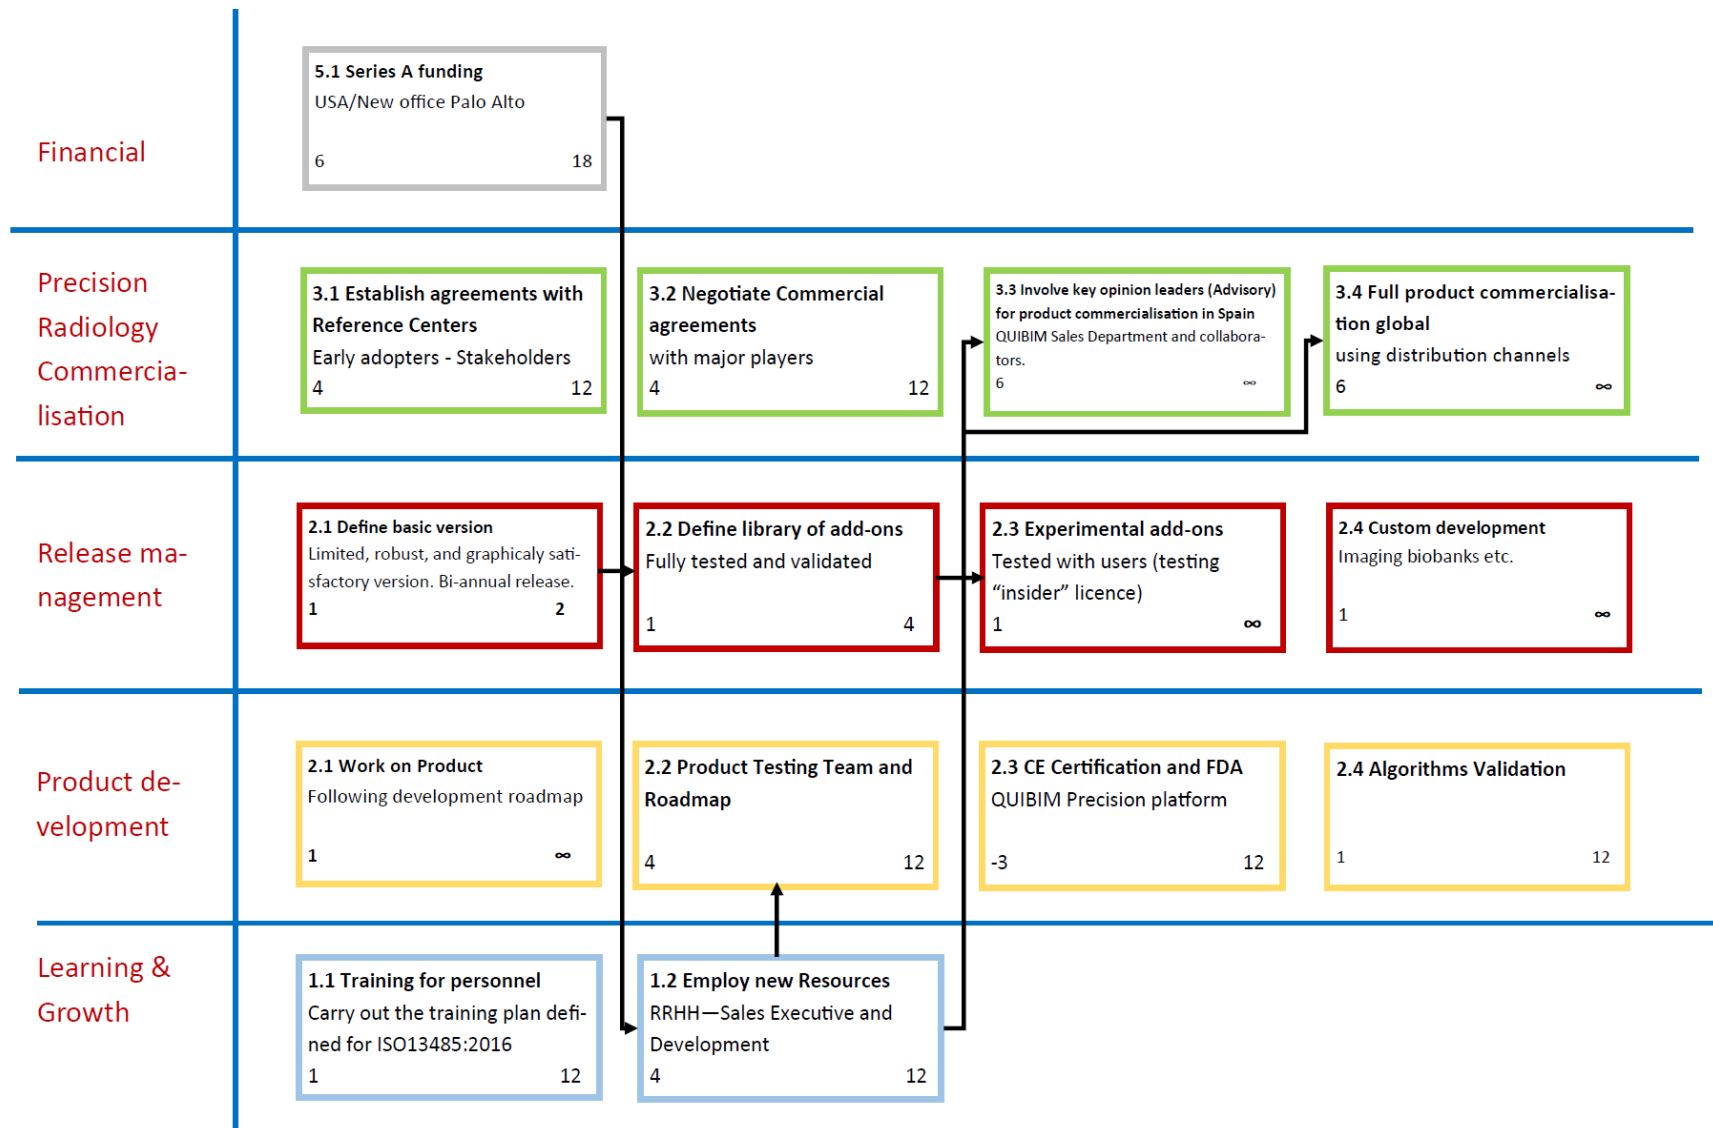 Financial
5.1 Series A funding
USA/New office Palo Alto
6 18
Precision
Radiology
Commercia-
lisation
3.1 Establish agreements with
Reference Centers
Early adopters - Stakeholders
4 12
3.2 Negotiate Commercial
agreements
with major players
4 12
3.3 Involve key opinion leaders (Advisory)
for product commercialisation in Spain
QUIBIM Sales Department and collabora-
tors.
6 ∞
3.4 Full product commercialisa-
tion global
using distribution channels
6 ∞
Release ma-
nagement
2.1 Define basic version
Limited, robust, and graphicaly sati-
sfactory version. Bi-annual release.
1 2
2.2 Define library of add-ons
Fully tested and validated
1 4
2.3 Experimental add-ons
Tested with users (testing
“insider” licence)
1 ∞
2.4 Custom development
Imaging biobanks etc.
1 ∞
Product de-
velopment
2.1 Work on Product
Following development roadmap
1 ∞
2.2 Product Testing Team and
Roadmap
4 12
2.3 CE Certification and FDA
QUIBIM Precision platform
-3 12
2.4 Algorithms Validation
1 12
Learning &
Growth
1.1 Training for personnel
Carry out the training plan defi-
ned for ISO13485:2016
1 12
1.2 Employ new Resources
RRHH—Sales Executive and
Development
4 12